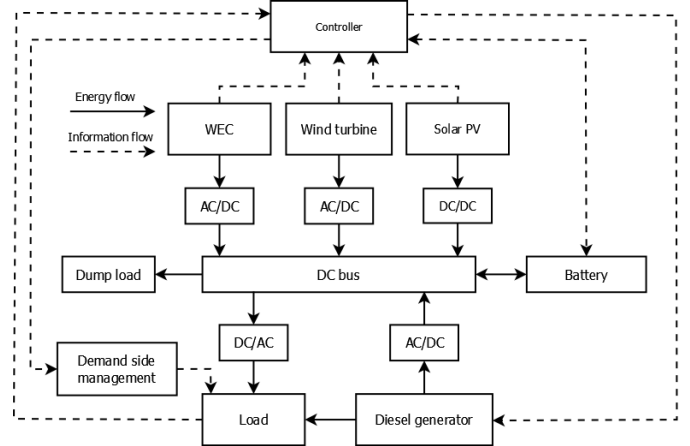 Controller
Energy flow
Information flow
WEC
Wind turbine
Solar PV
AC/DC
AC/DC
DC/DC
Dump load
DC bus
Battery
DC/AC
AC/DC
Demand side
management
Load
Diesel generator